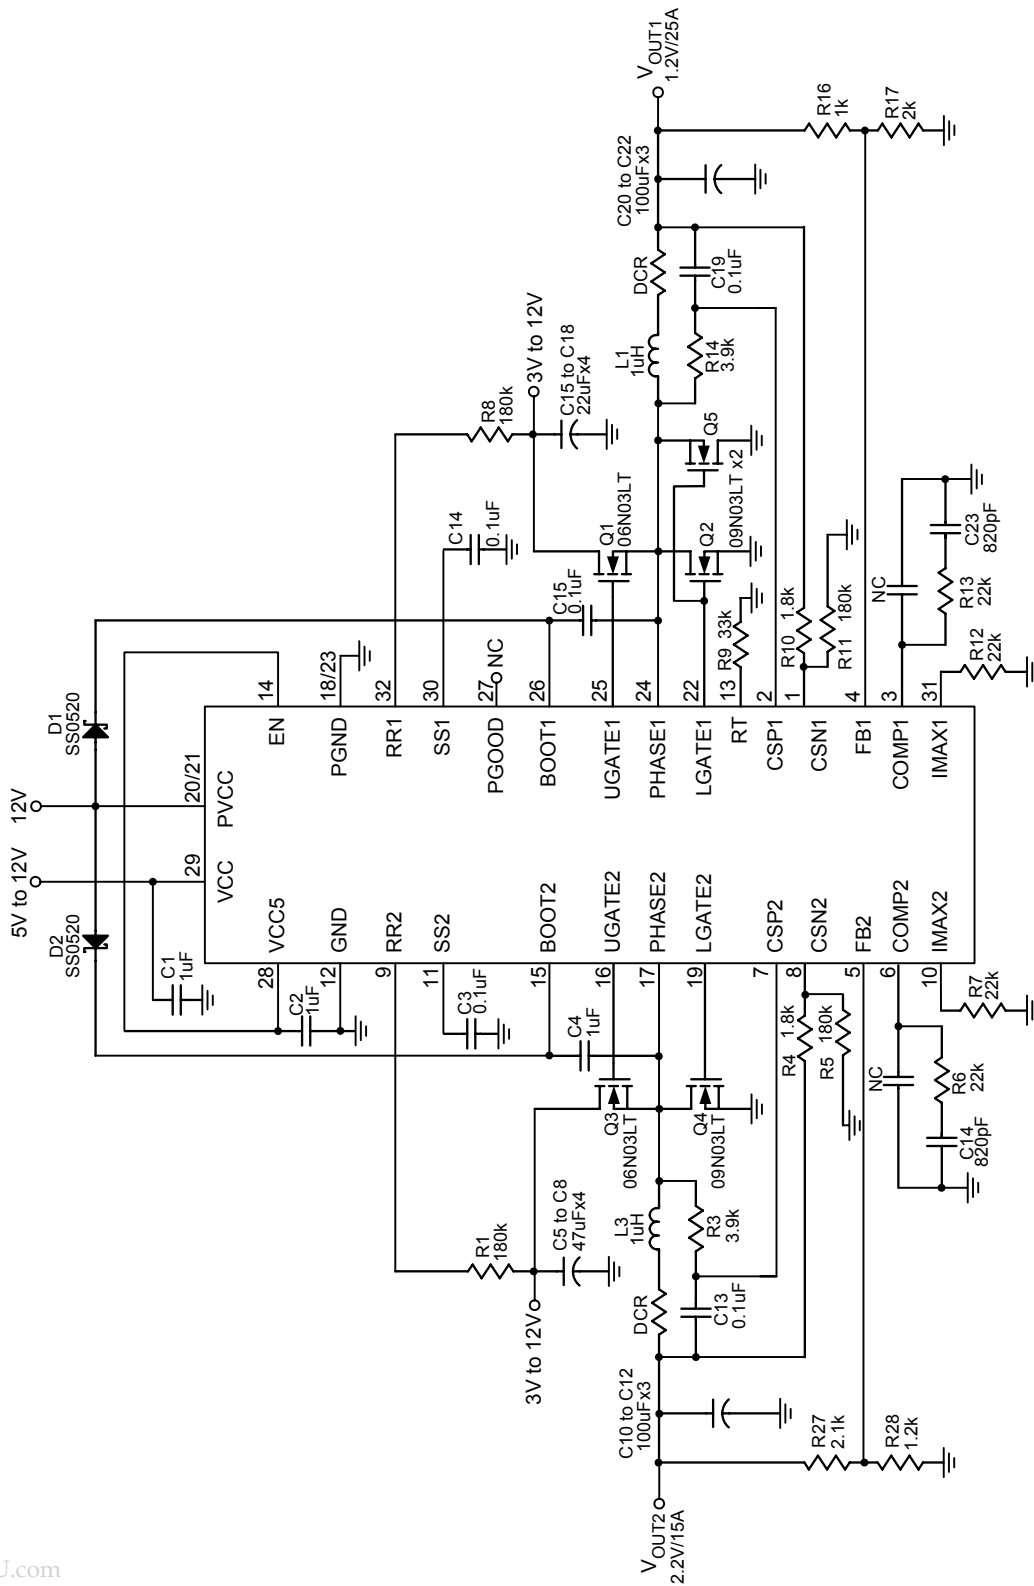 12V
5V to 12V
D1
SS0520
D2
SS0520
C1
1uF
20/21
PVCC
29
VCC
14
EN
18/23
PGND
32
RR1
30
SS1
27
PGOOD
NC
26
BOOT1
25
UGATE1
24
PHASE1
22
LGATE1
13
RT
2
CSP1
1
CSN1
4
FB1
3
COMP1
31
IMAX1
28
VCC5
12
GND
9
RR2
11
SS2
15
BOOT2
16
UGATE2
17
PHASE2
19
LGATE2
7
CSP2
8
CSN2
5
FB2
6
COMP2
10
IMAX2
C2
1uF
C3
0.1uF
C4
1uF
R1
180k
3V to 12V
C5 to C8
47uFx4
Q3
06N03LT
Q4
09N03LT
L3
1uH
DCR
R3
3.9k
C13
0.1uF
C10 to C12
100uFx3
VOUT2
2.2V/15A
R27
2.1k
R28
1.2k
R4
1.8k
R5
180k
NC
R6
22k
C14
820pF
R7
22k
R8
180k
3V to 12V
C15 to C18
22uFx4
C14
0.1uF
C15
0.1uF
Q1
06N03LT
Q2
09N03LT x2
Q5
L1
1uH
DCR
R14
3.9k
C19
0.1uF
C20 to C22
100uFx3
VOUT1
1.2V/25A
R16
1k
R17
2k
R9
33k
R10
1.8k
R11
180k
NC
R13
22k
C23
820pF
R12
22k
J.com